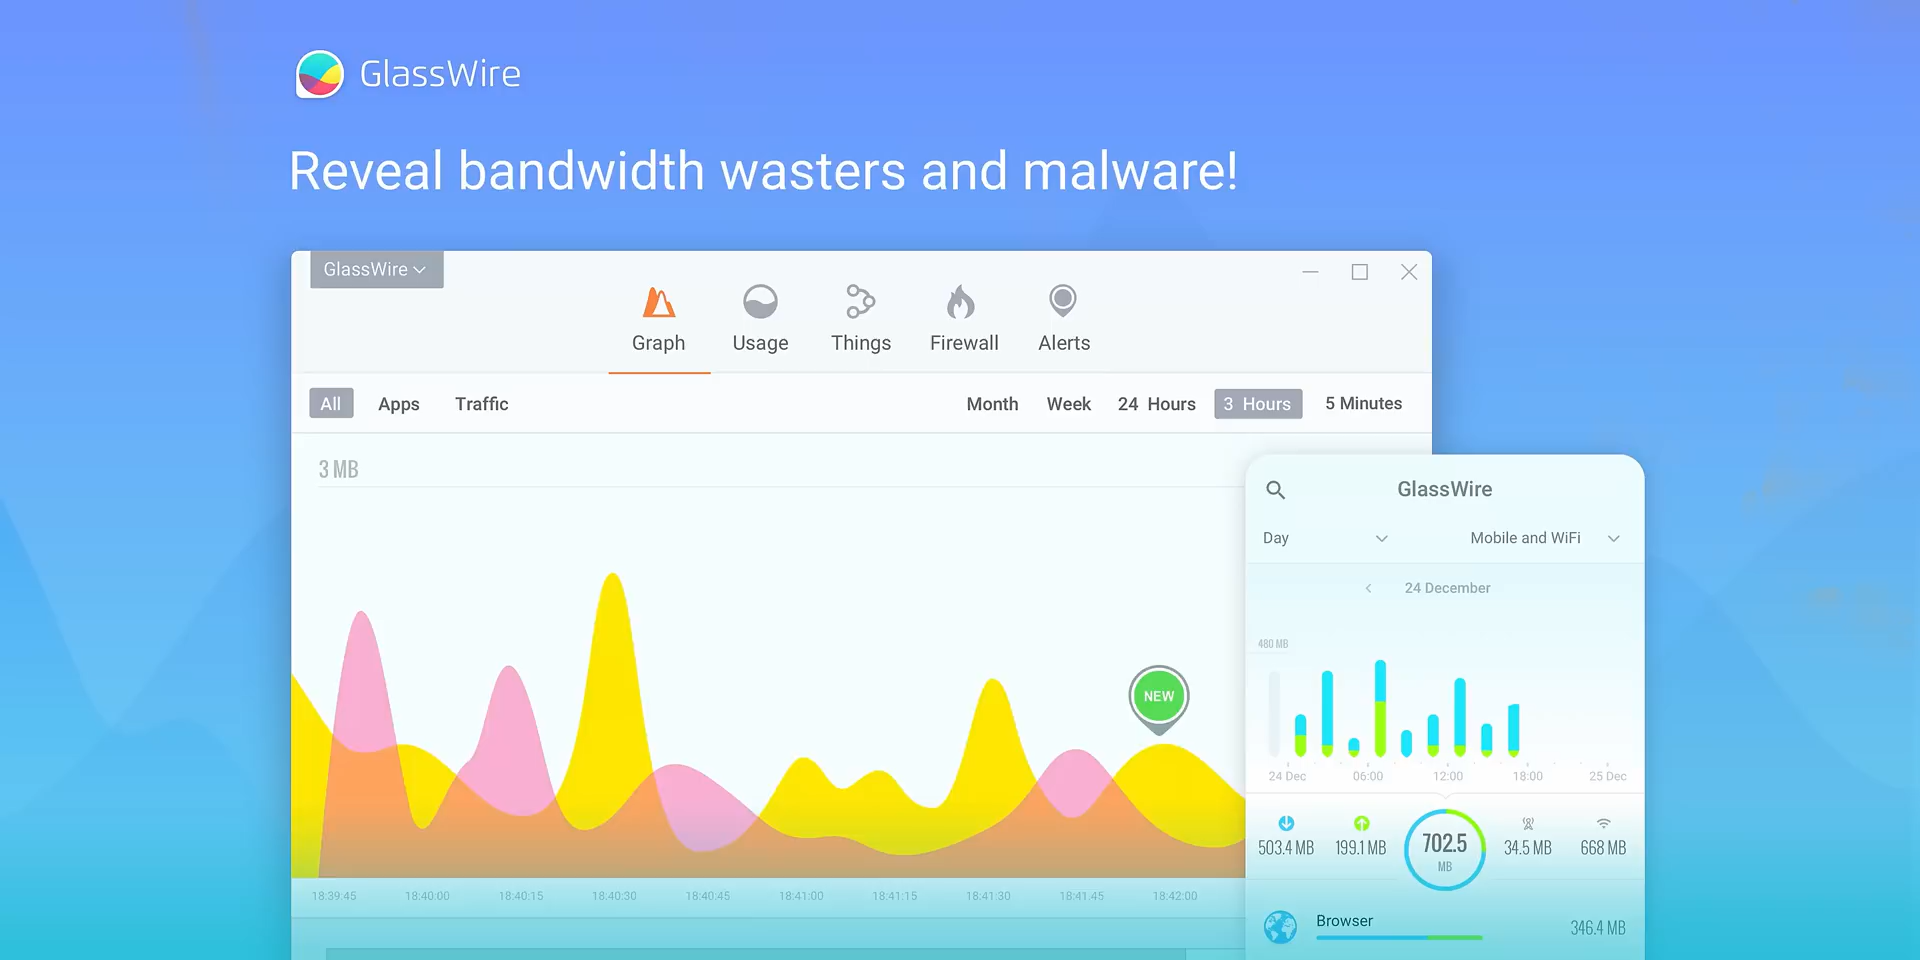 GlassWire
Reveal bandwidth wasters and malware!
GlassWire
Graph Usage Things Firewall Alerts
All Apps Traffic Month Week 24 Hours 3 Hours 5 Minutes
3 MB
NEW
18:39:45 18:40:00 18:40:15 18:40:30 18:40:45 18:41:00 18:41:15 18:41:30 18:41:45 18:42:00
GlassWire
Day Mobile and WiFi
24 December
480 MB
24 Dec 06:00 12:00 18:00 25 Dec
503.4 MB 199.1 MB 702.5 MB 34.5 MB 668 MB
Browser 346.4 MB